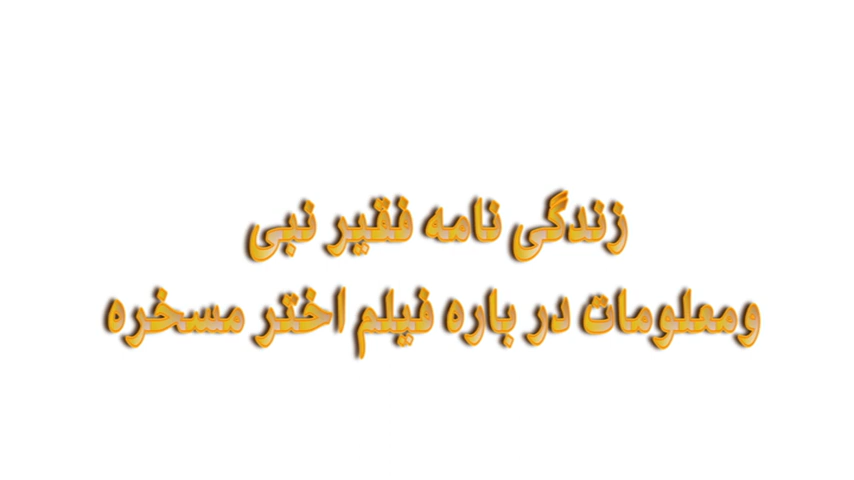 زندگی نامه فقیر نبی
ومعلومات در باره فیلم اختر مسخره